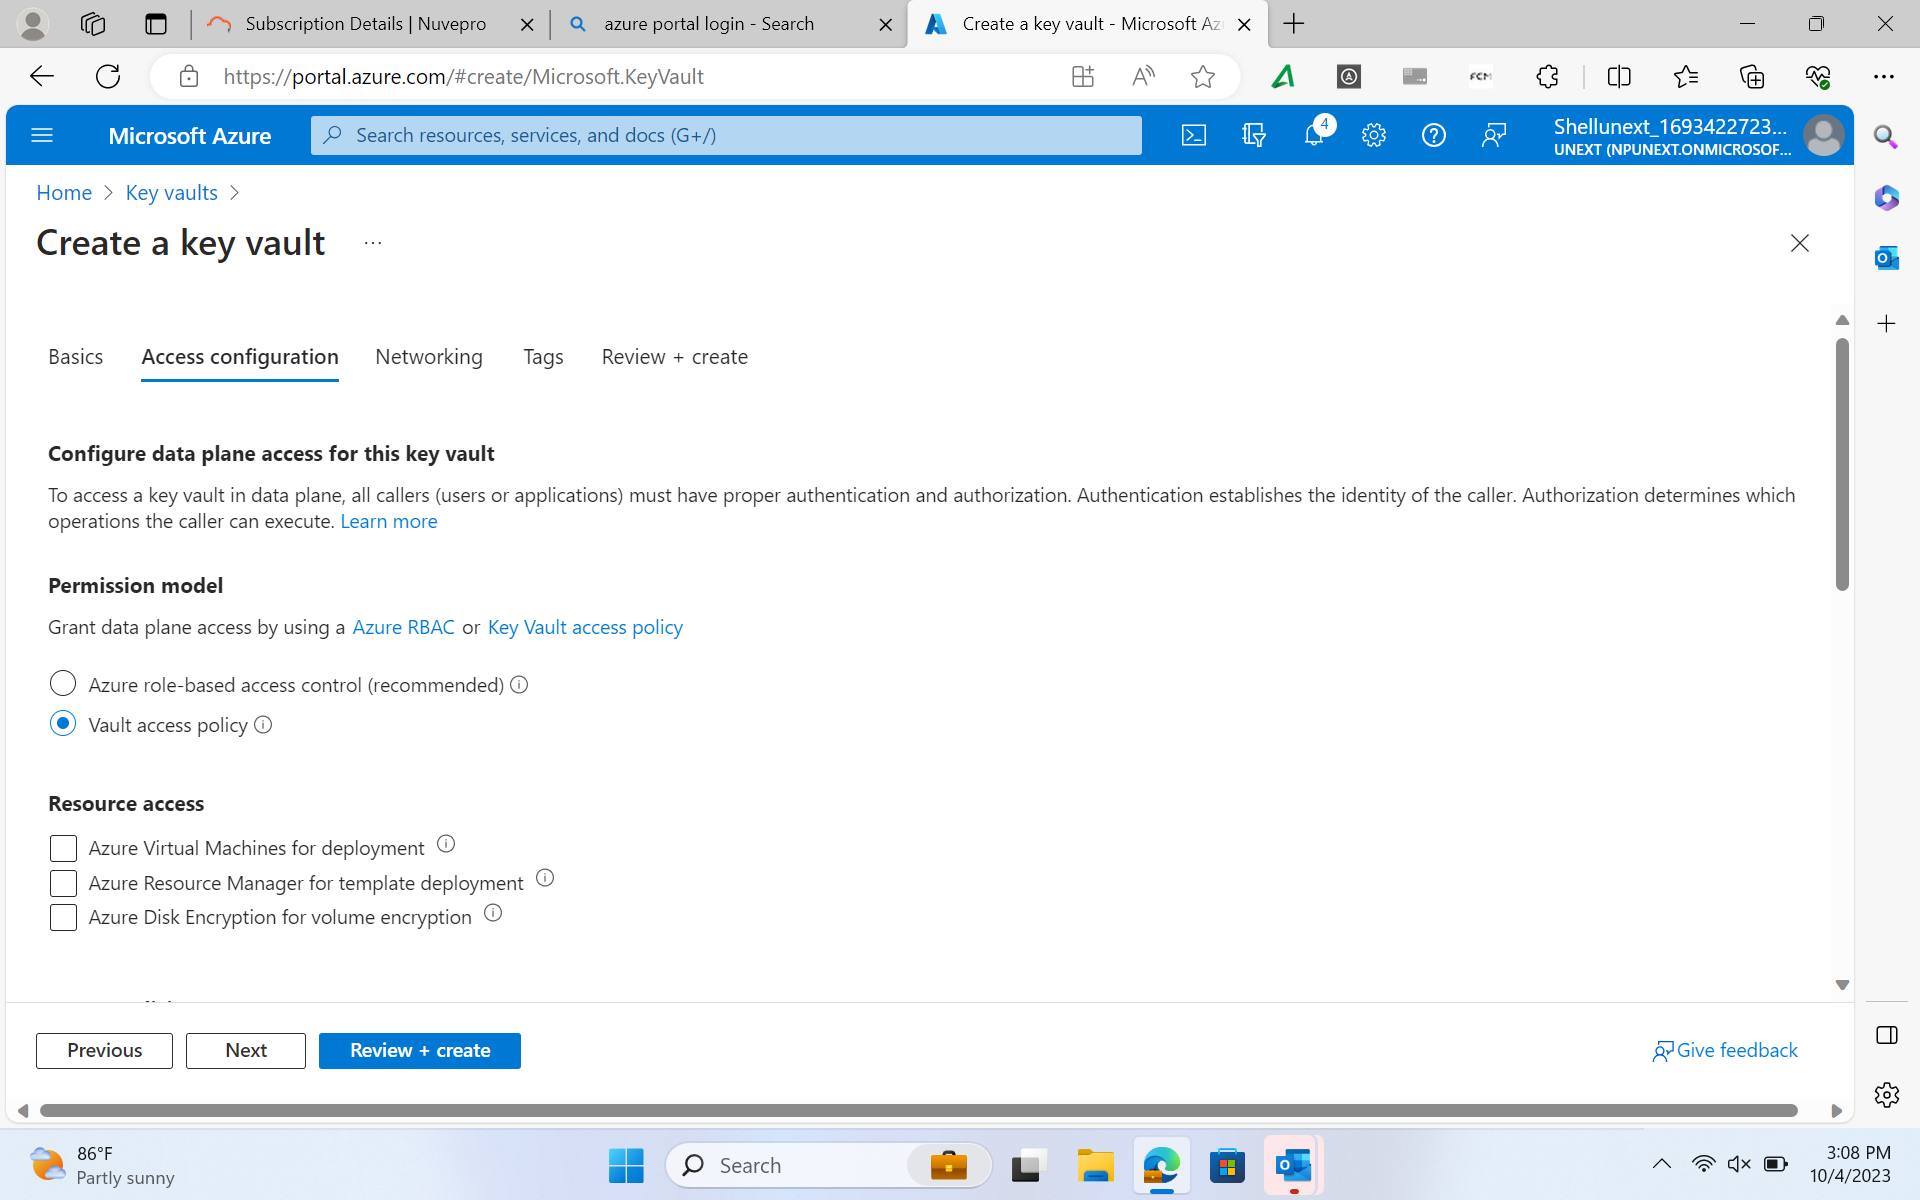 Subscription Details | Nuvepro
azure portal login - Search
Create a key vault - Microsoft Az
https://portal.azure.com/#create/Microsoft.KeyVault
FCM
Microsoft Azure
Search resources, services, and docs (G+/)
4
Shellunext_1693422723...
UNEXT (NPUNEXT.ONMICROSOF...
Home > Key vaults >
Create a key vault ...
Basics
Access configuration
Networking
Tags
Review + create
Configure data plane access for this key vault
To access a key vault in data plane, all callers (users or applications) must have proper authentication and authorization. Authentication establishes the identity of the caller. Authorization determines which
operations the caller can execute. Learn more
Permission model
Grant data plane access by using a Azure RBAC or Key Vault access policy
Azure role-based access control (recommended)
Vault access policy
Resource access
Azure Virtual Machines for deployment
Azure Resource Manager for template deployment
Azure Disk Encryption for volume encryption
Previous
Next
Review + create
Give feedback
86°F
Partly sunny
Search
3:08 PM
10/4/2023